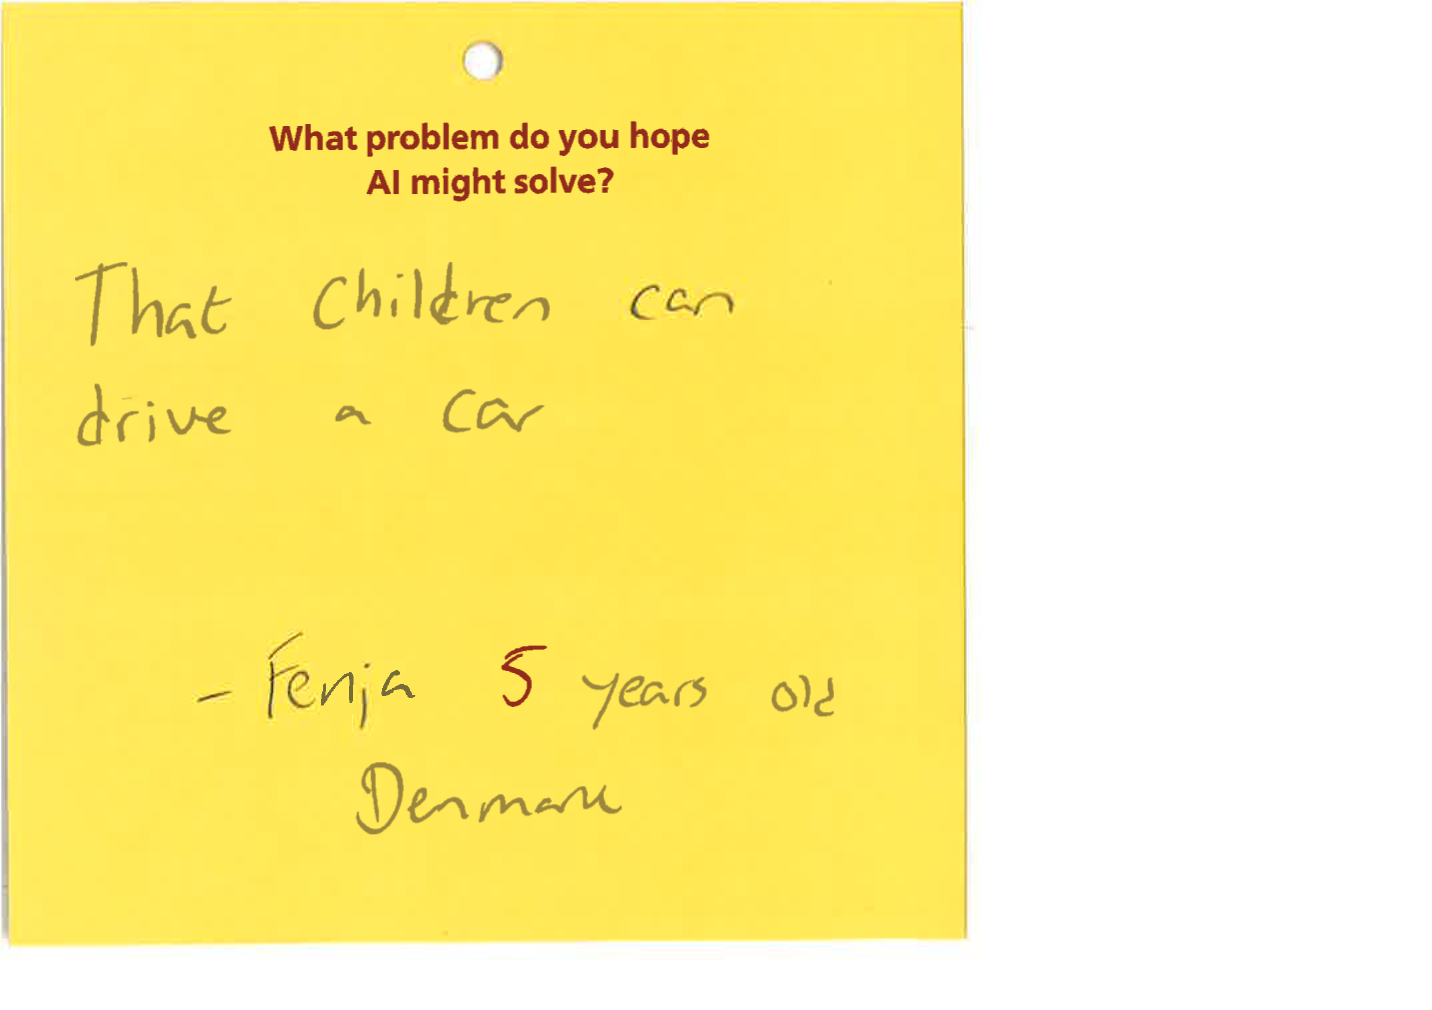 What problem do you hope
AI might solve?
That children can
drive a car
- Fenja 5 years old
Denmark